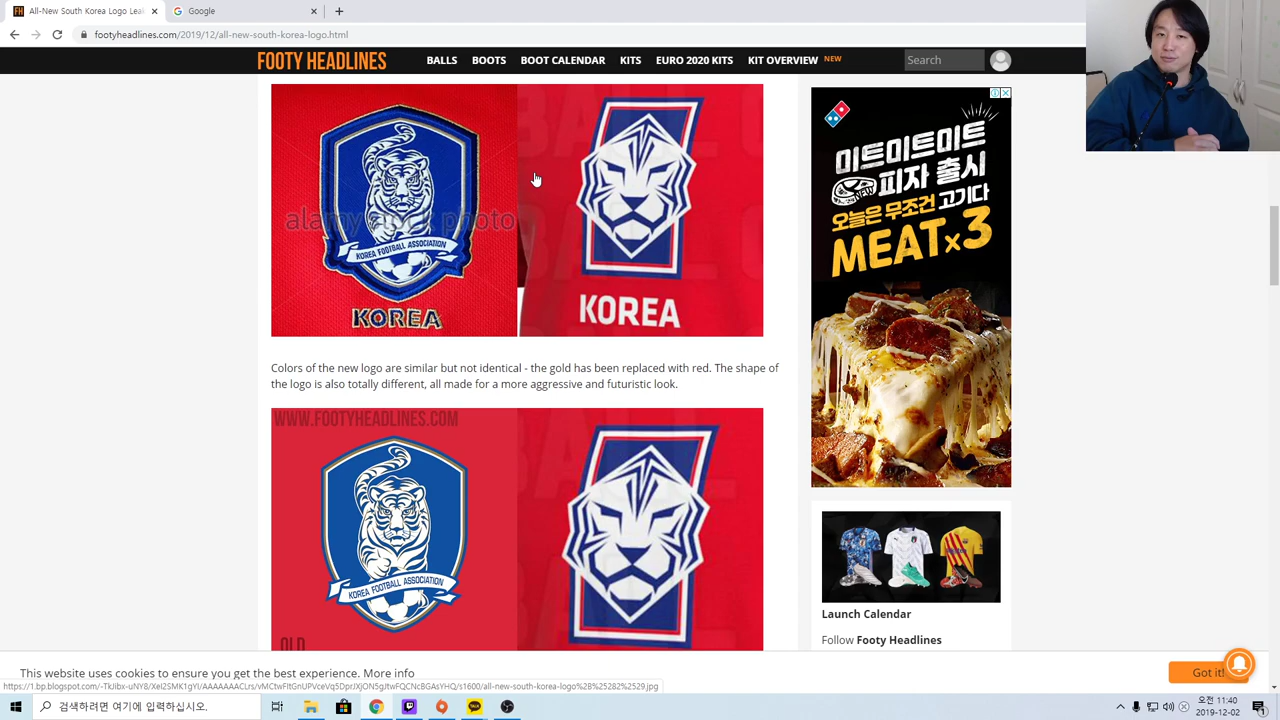 All-New South Korea Logo Lea
Google
footyheadlines.com/2019/12/all-new-south-korea-logo.html
FOOTY HEADLINES
BALLS
BOOTS
BOOT CALENDAR
KITS
EURO 2020 KITS
KIT OVERVIEW NEW
Search
alamy stock photo
KOREA FOOTBALL ASSOCIATION
KOREA
KOREA
미트미트미트
NEW 피자 출시
오늘은 무조건 고기다
MEAT×3
Colors of the new logo are similar but not identical - the gold has been replaced with red. The shape of
the logo is also totally different, all made for a more aggressive and futuristic look.
WWW.FOOTYHEADLINES.COM
KOREA FOOTBALL ASSOCIATION
OLD
Launch Calendar
Follow Footy Headlines
This website uses cookies to ensure you get the best experience. More info
Got it!
검색하려면 여기에 입력하십시오.
오전 11:40
2019-12-02